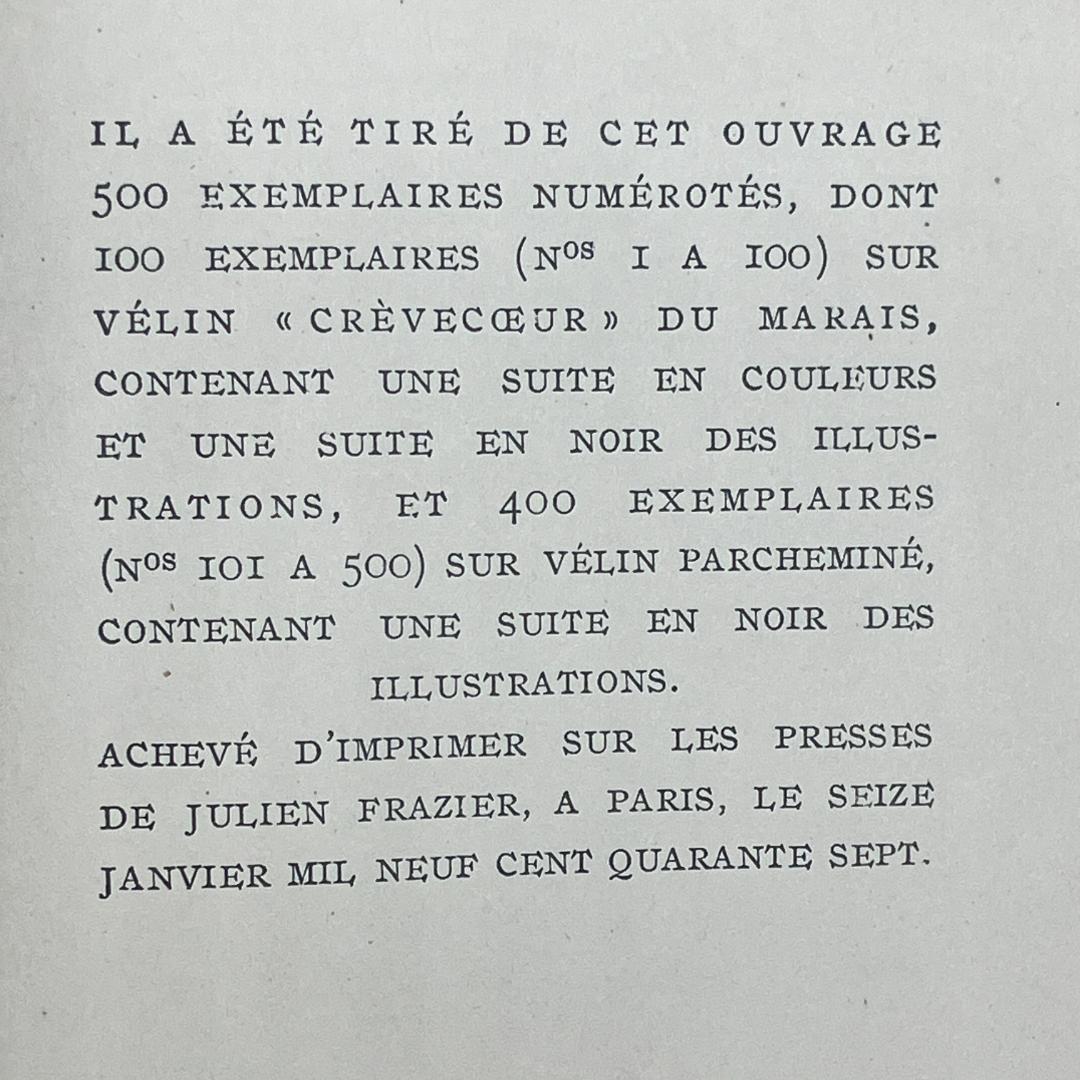 IL A ÉTÉ TIRÉ DE CET OUVRAGE
500 EXEMPLAIRES NUMÉROTÉS, DONT
100 EXEMPLAIRES (Nos 1 A 100) SUR
VÉLIN « CRÈVECŒUR » DU MARAIS,
CONTENANT UNE SUITE EN COULEURS
ET UNE SUITE EN NOIR DES ILLUS-
TRATIONS, ET 400 EXEMPLAIRES
(Nos 101 A 500) SUR VÉLIN PARCHEMINÉ,
CONTENANT UNE SUITE EN NOIR DES
ILLUSTRATIONS.
ACHEVÉ D'IMPRIMER SUR LES PRESSES
DE JULIEN FRAZIER, A PARIS, LE SEIZE
JANVIER MIL NEUF CENT QUARANTE SEPT.